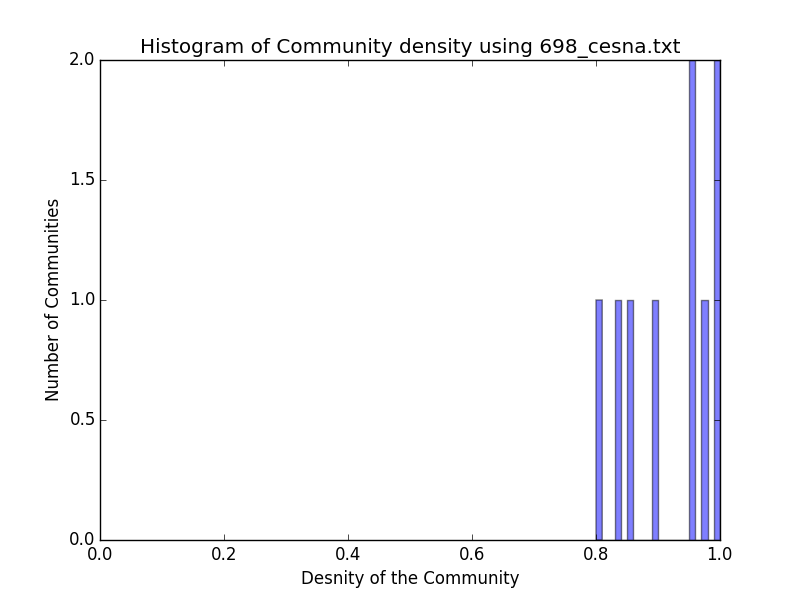 Histogram of Community density using 698_cesna.txt
2.0
1.5
1.0
0.5
0.0
Number of Communities
0.0 0.2 0.4 0.6 0.8 1.0
Desnity of the Community